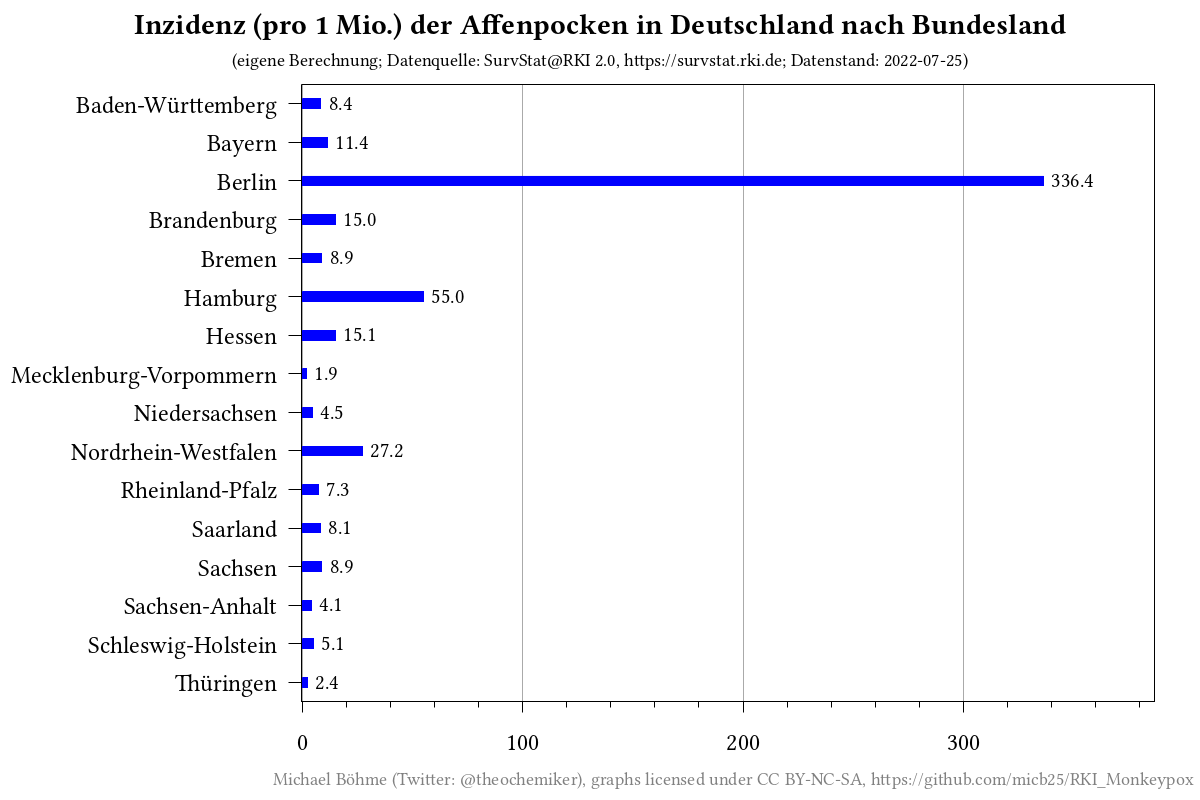 Inzidenz (pro 1 Mio.) der Affenpocken in Deutschland nach Bundesland
(eigene Berechnung; Datenquelle: SurvStat@RKI 2.0, https://survstat.rki.de; Datenstand: 2022-07-25)
Baden-Württemberg 8.4
Bayern 11.4
Berlin 336.4
Brandenburg 15.0
Bremen 8.9
Hamburg 55.0
Hessen 15.1
Mecklenburg-Vorpommern 1.9
Niedersachsen 4.5
Nordrhein-Westfalen 27.2
Rheinland-Pfalz 7.3
Saarland 8.1
Sachsen 8.9
Sachsen-Anhalt 4.1
Schleswig-Holstein 5.1
Thüringen 2.4
0 100 200 300
Michael Böhme (Twitter: @theochemiker), graphs licensed under CC BY-NC-SA, https://github.com/micb25/RKI_Monkeypox